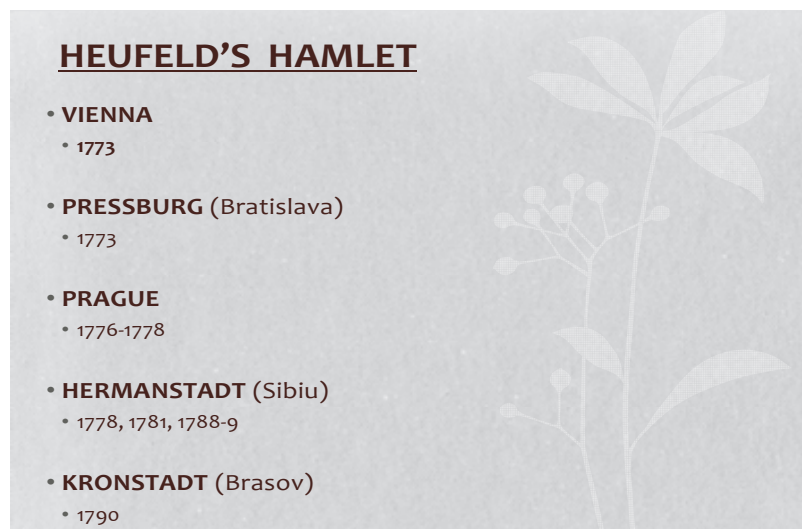 HEUFELD'S HAMLET
• VIENNA
• 1773
• PRESSBURG (Bratislava)
• 1773
• PRAGUE
• 1776-1778
• HERMANSTADT (Sibiu)
• 1778, 1781, 1788-9
• KRONSTADT (Brasov)
• 1790